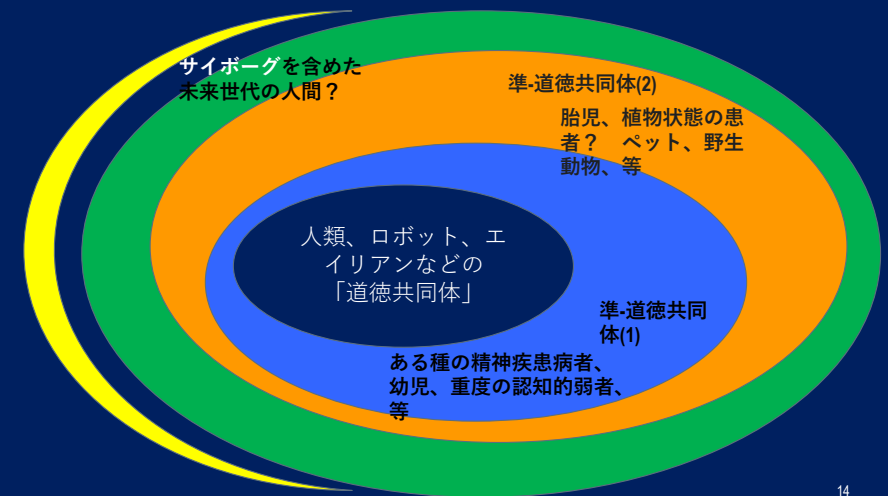 サイボーグを含めた
未来世代の人間？
準-道徳共同体(2)
胎児、植物状態の患
者？　ペット、野生
動物、等
人類、ロボット、エ
イリアンなどの
「道徳共同体」
準-道徳共同
体(1)
ある種の精神疾患病者、
幼児、重度の認知的弱者、
等
14